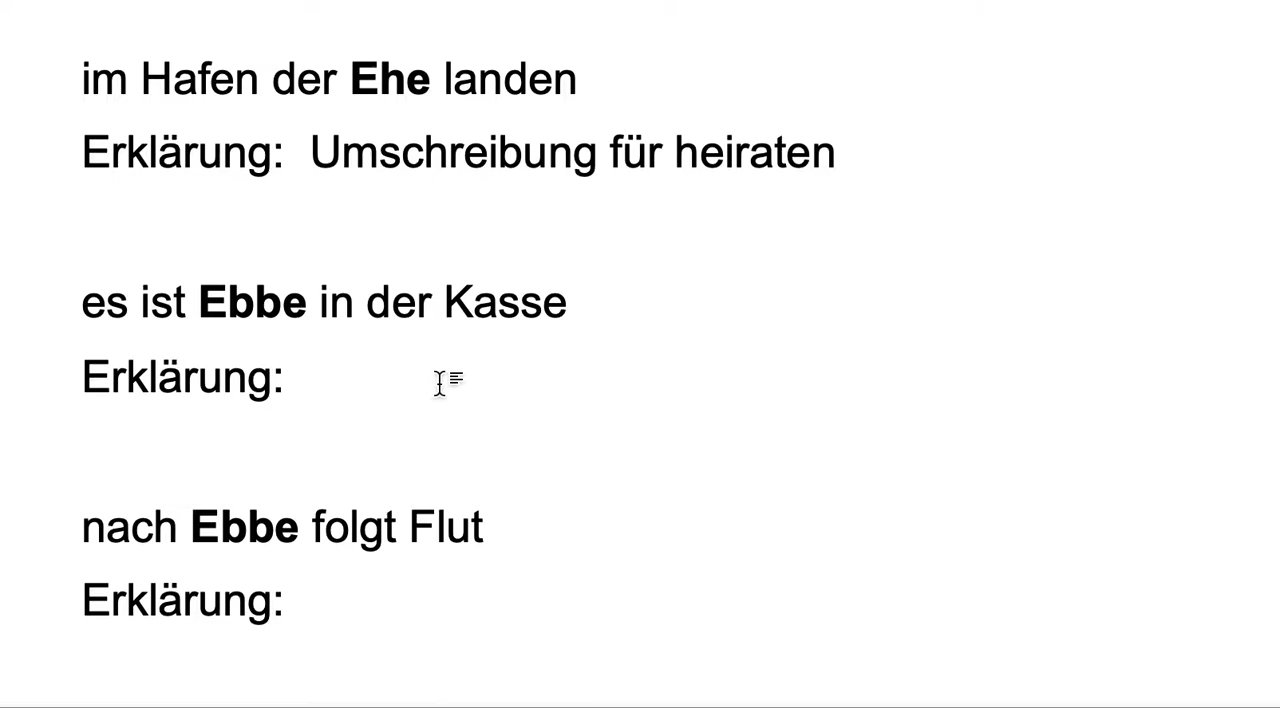 im Hafen der Ehe landen
Erklärung: Umschreibung für heiraten
es ist Ebbe in der Kasse
Erklärung:
nach Ebbe folgt Flut
Erklärung: